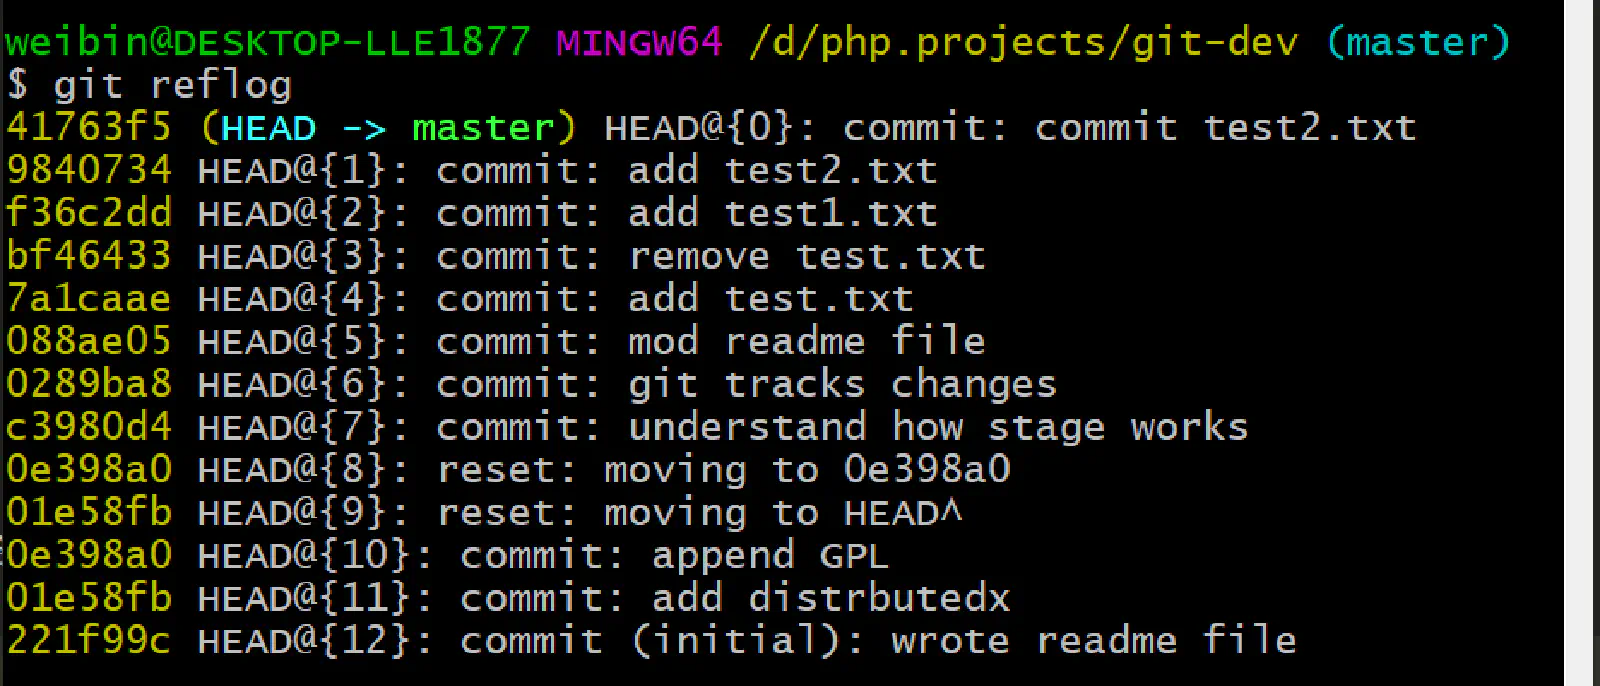 weibin@DESKTOP-LLE1877 MINGW64 /d/php.projects/git-dev (master)
$ git reflog
41763f5 (HEAD -> master) HEAD@{0}: commit: commit test2.txt
9840734 HEAD@{1}: commit: add test2.txt
f36c2dd HEAD@{2}: commit: add test1.txt
bf46433 HEAD@{3}: commit: remove test.txt
7a1caae HEAD@{4}: commit: add test.txt
088ae05 HEAD@{5}: commit: mod readme file
0289ba8 HEAD@{6}: commit: git tracks changes
c3980d4 HEAD@{7}: commit: understand how stage works
0e398a0 HEAD@{8}: reset: moving to 0e398a0
01e58fb HEAD@{9}: reset: moving to HEAD^
0e398a0 HEAD@{10}: commit: append GPL
01e58fb HEAD@{11}: commit: add distrbutedx
221f99c HEAD@{12}: commit (initial): wrote readme file